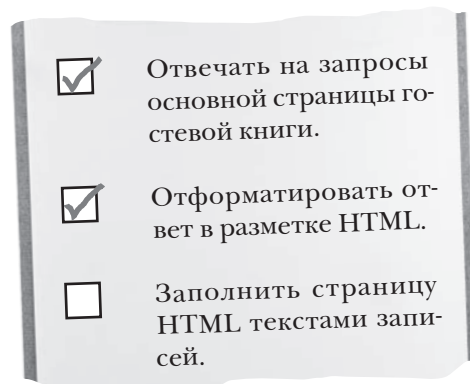 Отвечать на запросы
основной страницы го-
стевой книги.
Отформатировать от-
вет в разметке HTML.
Заполнить страницу
HTML текстами запи-
сей.